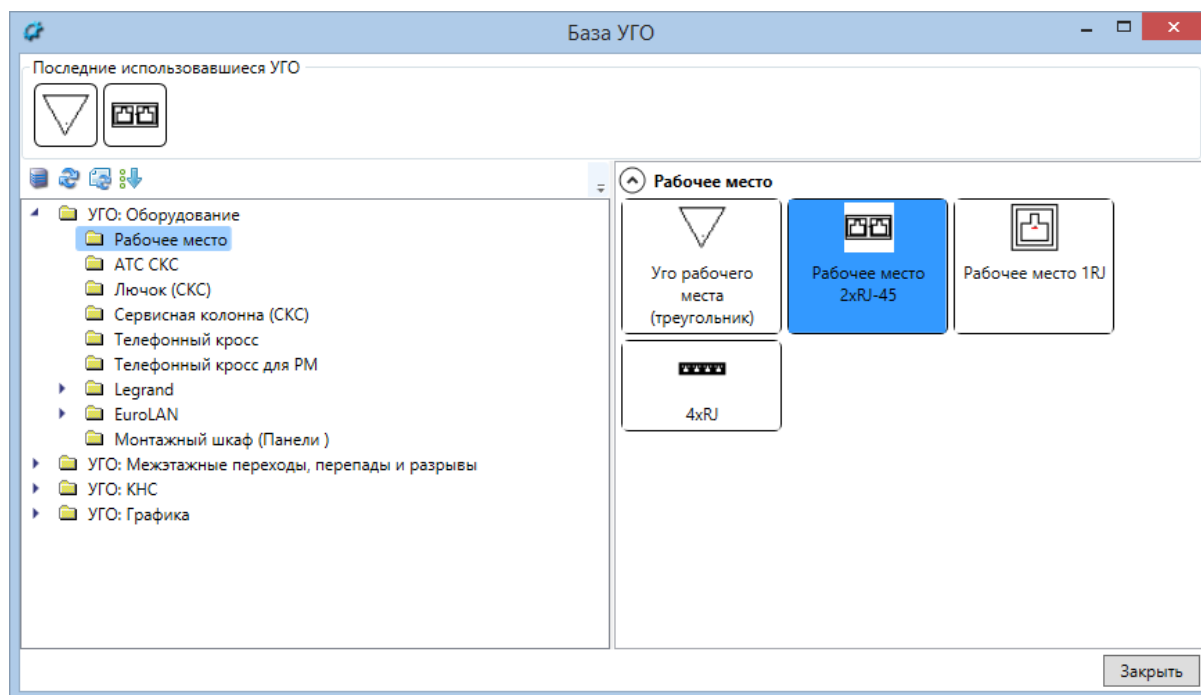 База УГО
Последние использовавшиеся УГО
УГО: Оборудование
Рабочее место
АТС СКС
Лючок (СКС)
Сервисная колонна (СКС)
Телефонный кросс
Телефонный кросс для РМ
Legrand
EuroLAN
Монтажный шкаф (Панели )
УГО: Межэтажные переходы, перепады и разрывы
УГО: КНС
УГО: Графика
Рабочее место
Уго рабочего
места
(треугольник)
Рабочее место
2xRJ-45
Рабочее место 1RJ
4xRJ
Закрыть